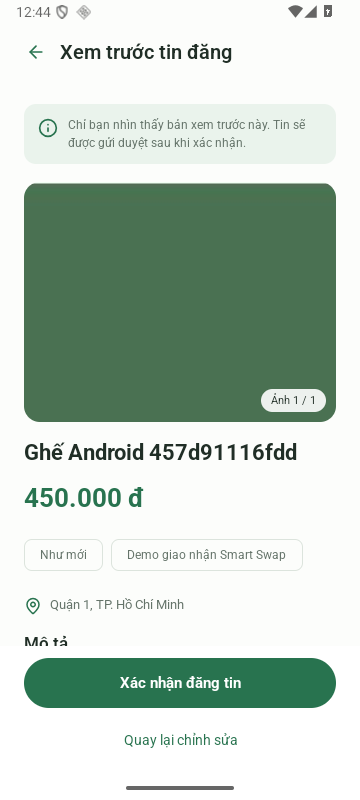 12:44
Xem trước tin đăng
Chỉ bạn nhìn thấy bản xem trước này. Tin sẽ
được gửi duyệt sau khi xác nhận.
Ảnh 1 / 1
Ghế Android 457d91116fdd
450.000 đ
Như mới
Demo giao nhận Smart Swap
Quận 1, TP. Hồ Chí Minh
Mô tả
Xác nhận đăng tin
Quay lại chỉnh sửa